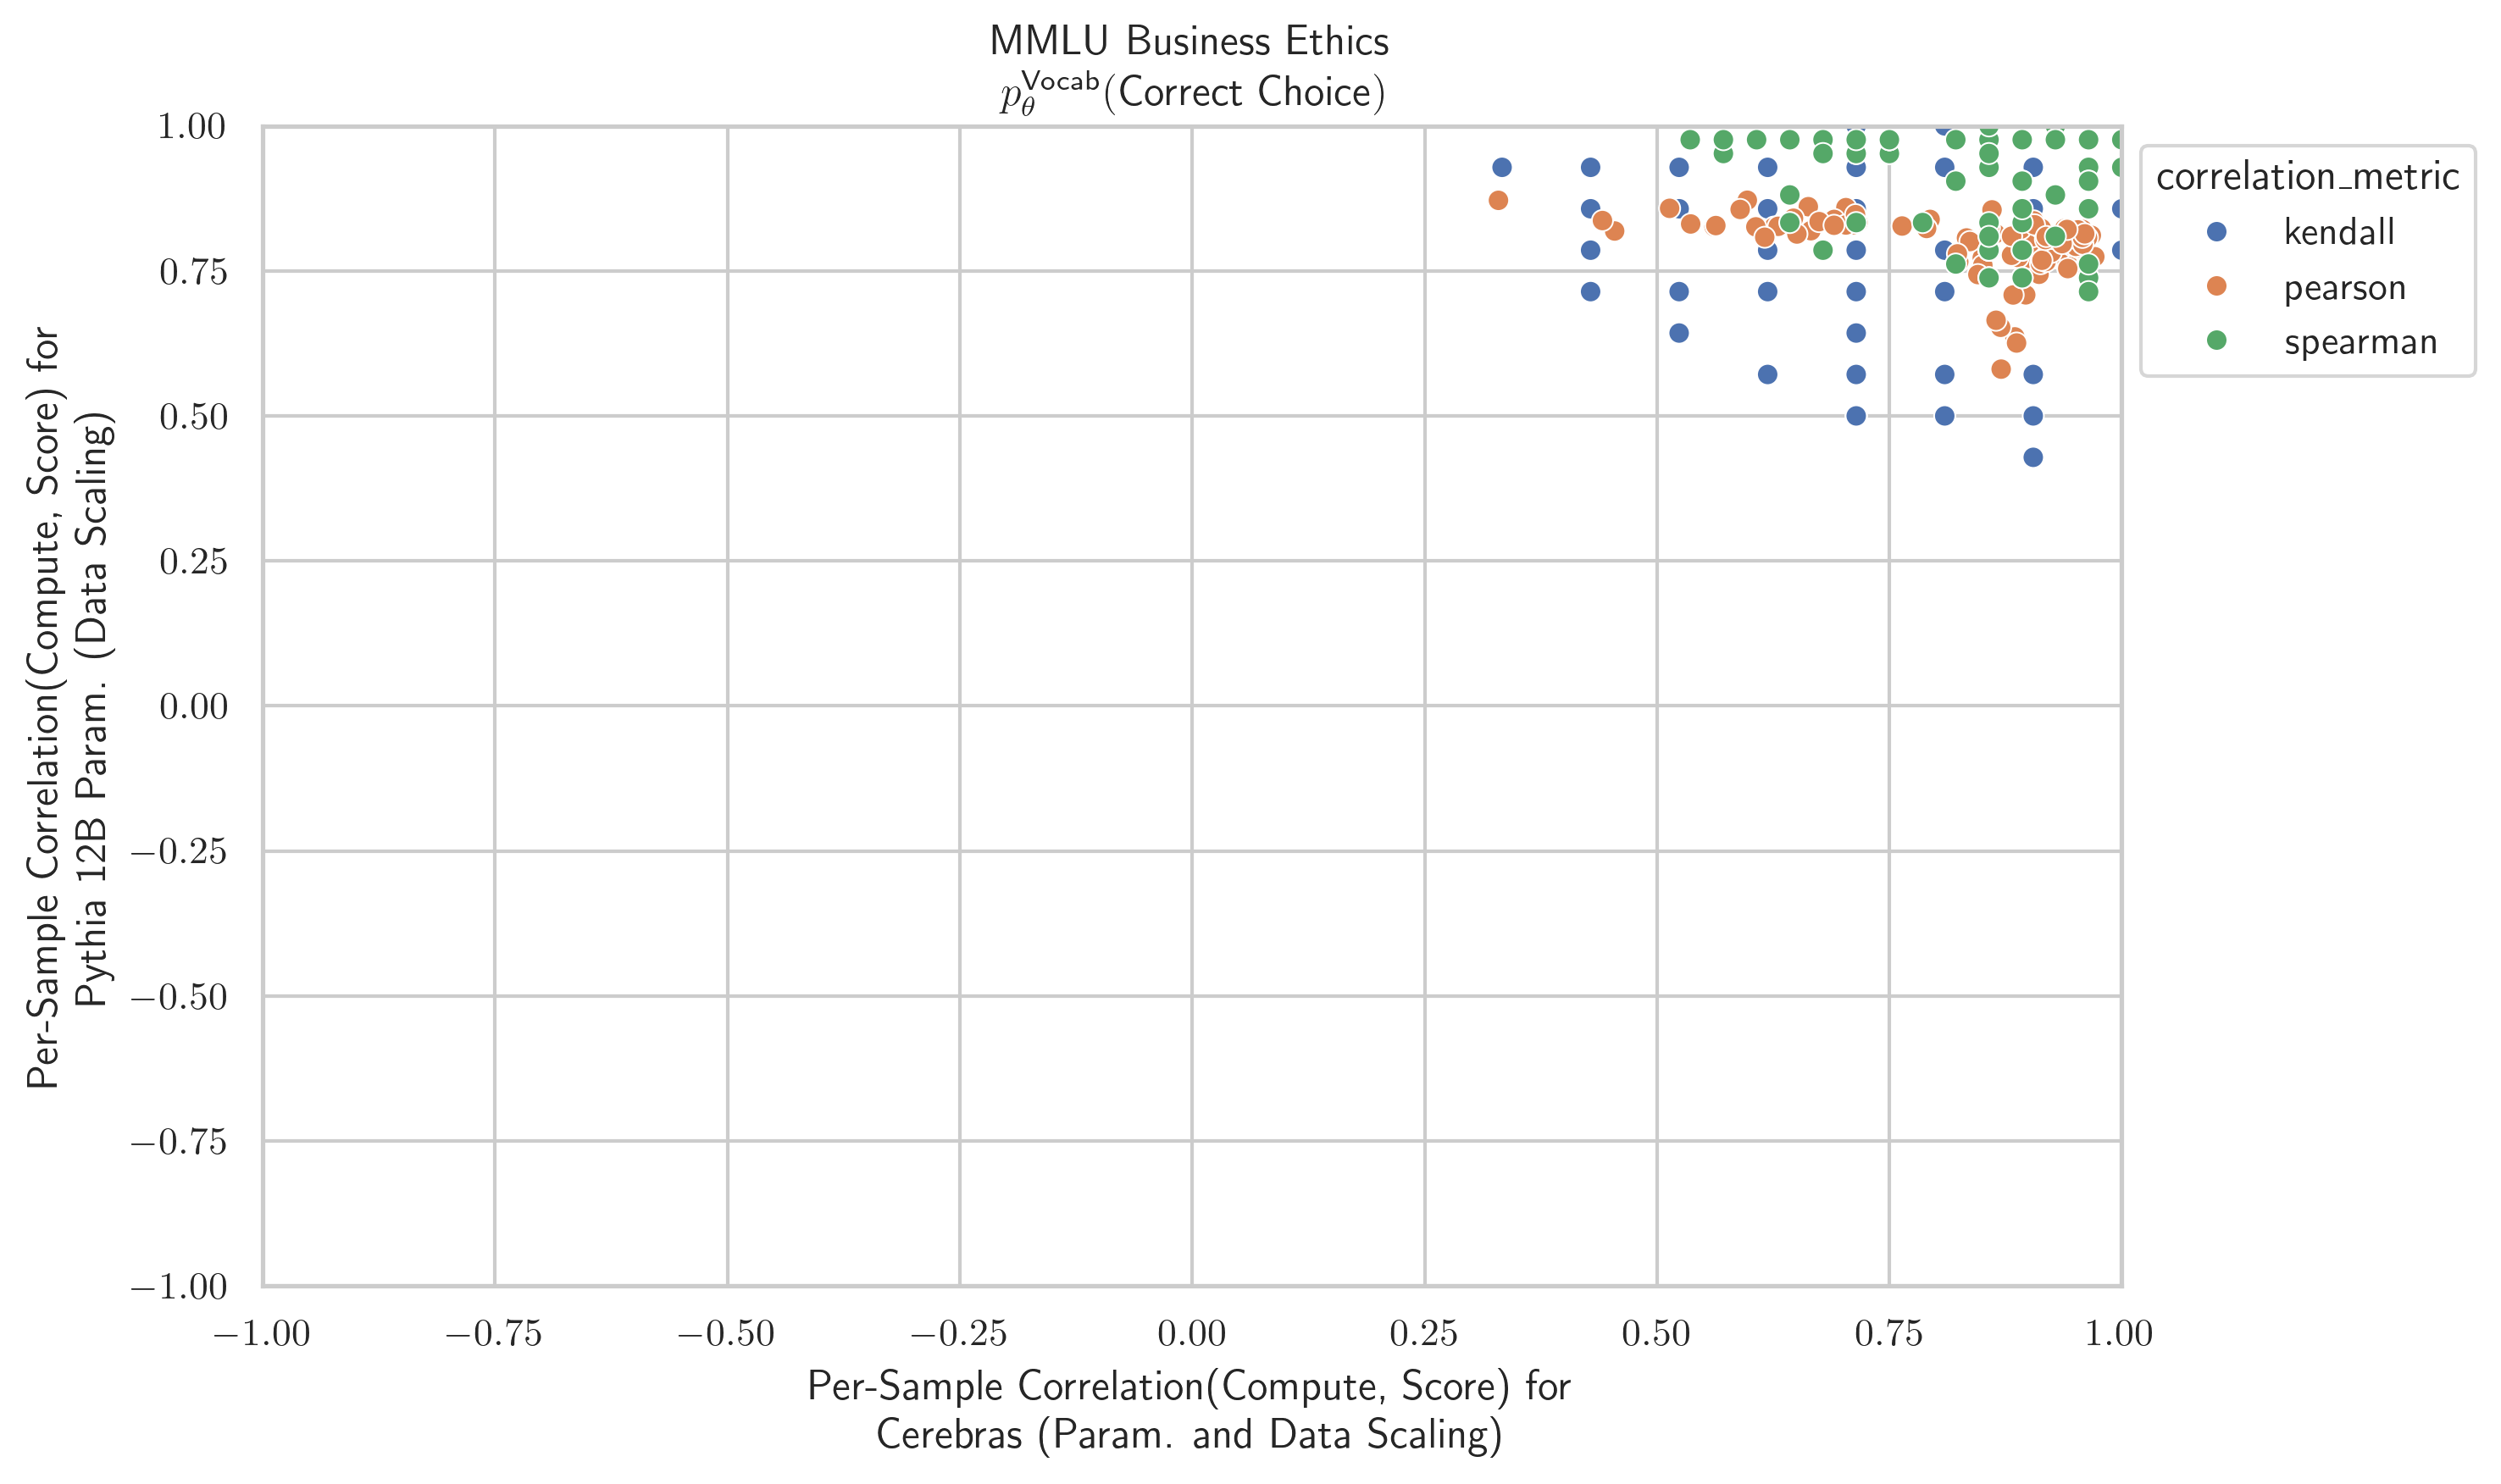 MMLU Business Ethics
p_θ^Vocab(Correct Choice)
1.00
0.75
0.50
0.25
0.00
−0.25
−0.50
−0.75
−1.00
Per-Sample Correlation(Compute, Score) for
Pythia 12B Param. (Data Scaling)
−1.00
−0.75
−0.50
−0.25
0.00
0.25
0.50
0.75
1.00
Per-Sample Correlation(Compute, Score) for
Cerebras (Param. and Data Scaling)
correlation_metric
kendall
pearson
spearman